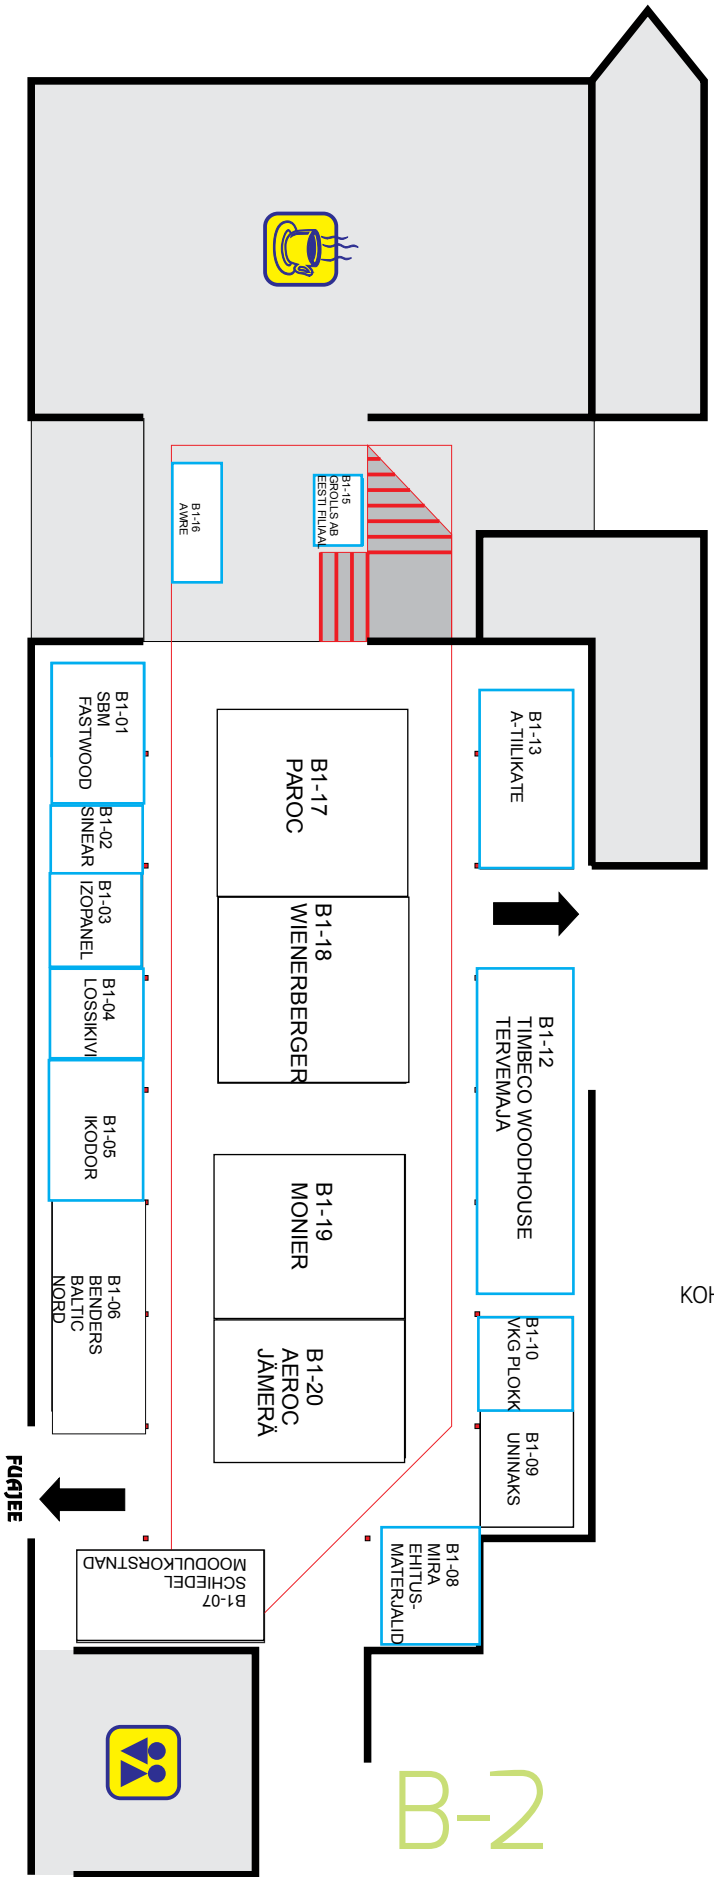 B1-16
AWRE
B1-15
GROLLS AB
EESTI FILIAAL
B1-01
SBM
FASTWOOD
B1-02
SINEAR
B1-03
IZOPANEL
B1-04
LOSSIKIVI
B1-05
IKODOR
B1-06
BENDERS
BALTIC
NORD
B1-17
PAROC
B1-18
WIENERBERGER
B1-19
MONIER
B1-20
AEROC
JÄMERÄ
B1-13
A-TIILIKATE
B1-12
TIMBECO WOODHOUSE
TERVEMAJA
B1-10
VKG PLOKK
B1-09
UNINAKS
B1-08
MIRA
EHITUS-
MATERJALID
B1-07
SCHIEDEL
MOODULKORSTNAD
FUAJEE
KOH
B-2